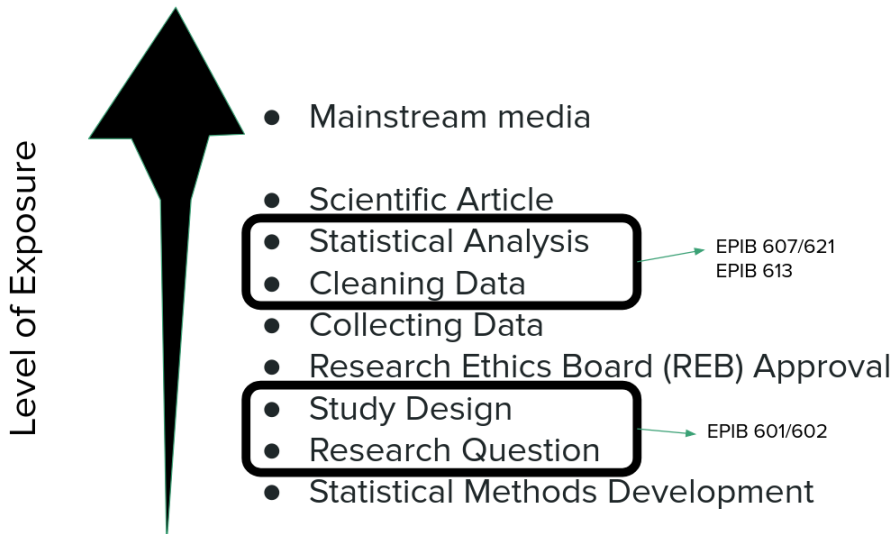 Level of Exposure
● Mainstream media
● Scientific Article
● Statistical Analysis
● Cleaning Data
EPIB 607/621
EPIB 613
● Collecting Data
● Research Ethics Board (REB) Approval
● Study Design
● Research Question
EPIB 601/602
● Statistical Methods Development